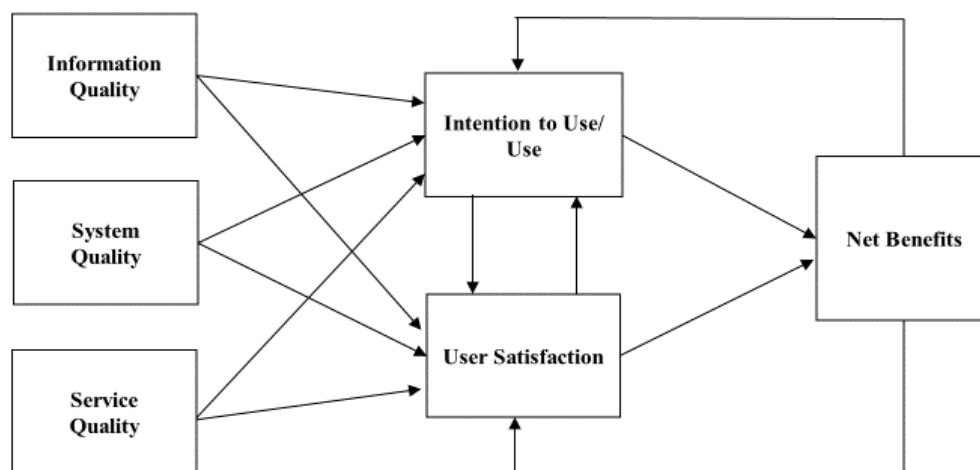 Information
Quality
Intention to Use/
Use
System
Quality
Net Benefits
User Satisfaction
Service
Quality